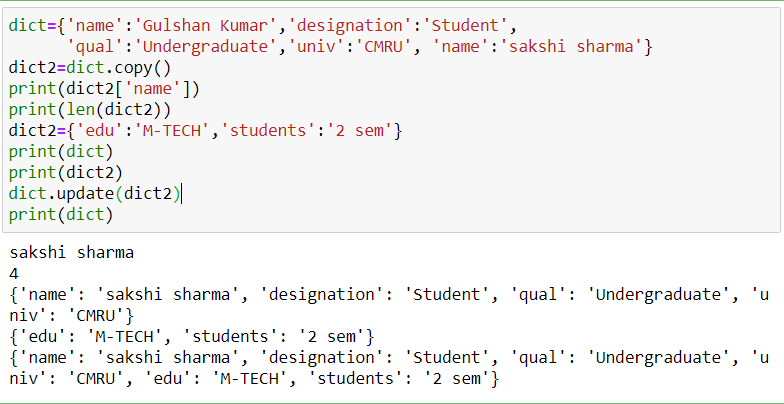 dict={'name':'Gulshan Kumar','designation':'Student',
'qual':'Undergraduate','univ':'CMRU', 'name':'sakshi sharma'}
dict2=dict.copy()
print(dict2['name'])
print(len(dict2))
dict2={'edu':'M-TECH','students':'2 sem'}
print(dict)
print(dict2)
dict.update(dict2)
print(dict)
sakshi sharma
4
{'name': 'sakshi sharma', 'designation': 'Student', 'qual': 'Undergraduate', 'u
niv': 'CMRU'}
{'edu': 'M-TECH', 'students': '2 sem'}
{'name': 'sakshi sharma', 'designation': 'Student', 'qual': 'Undergraduate', 'u
niv': 'CMRU', 'edu': 'M-TECH', 'students': '2 sem'}